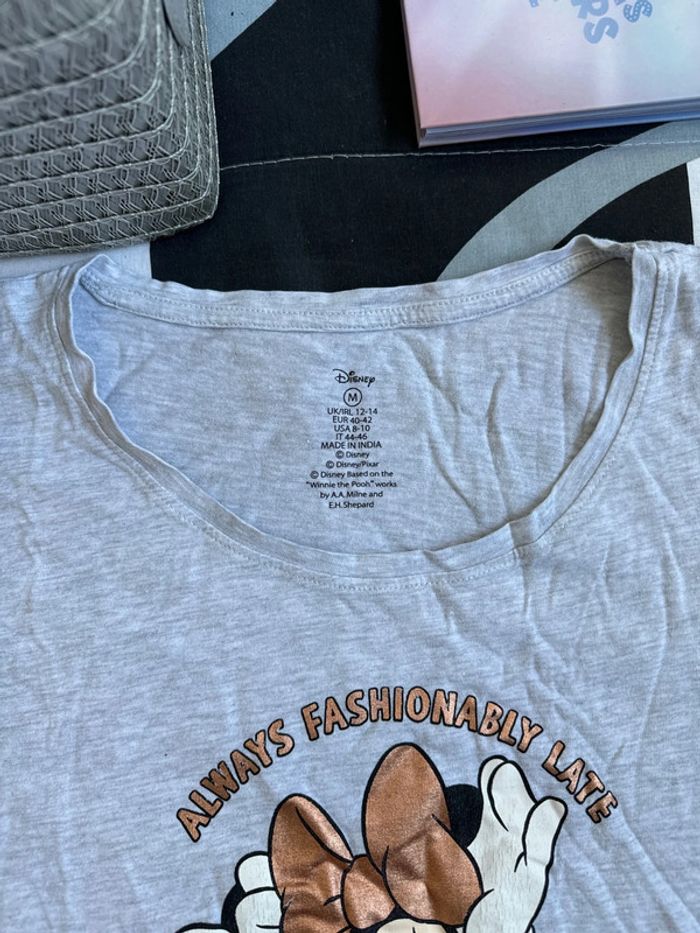 Disney
M
UK/IRL 12-14
EUR 40-42
USA 8-10
IT 44-46
MADE IN INDIA
© Disney
© Disney/Pixar
© Disney Based on the
"Winnie the Pooh" works
by A.A. Milne and
E.H. Shepard
ALWAYS FASHIONABLY LATE